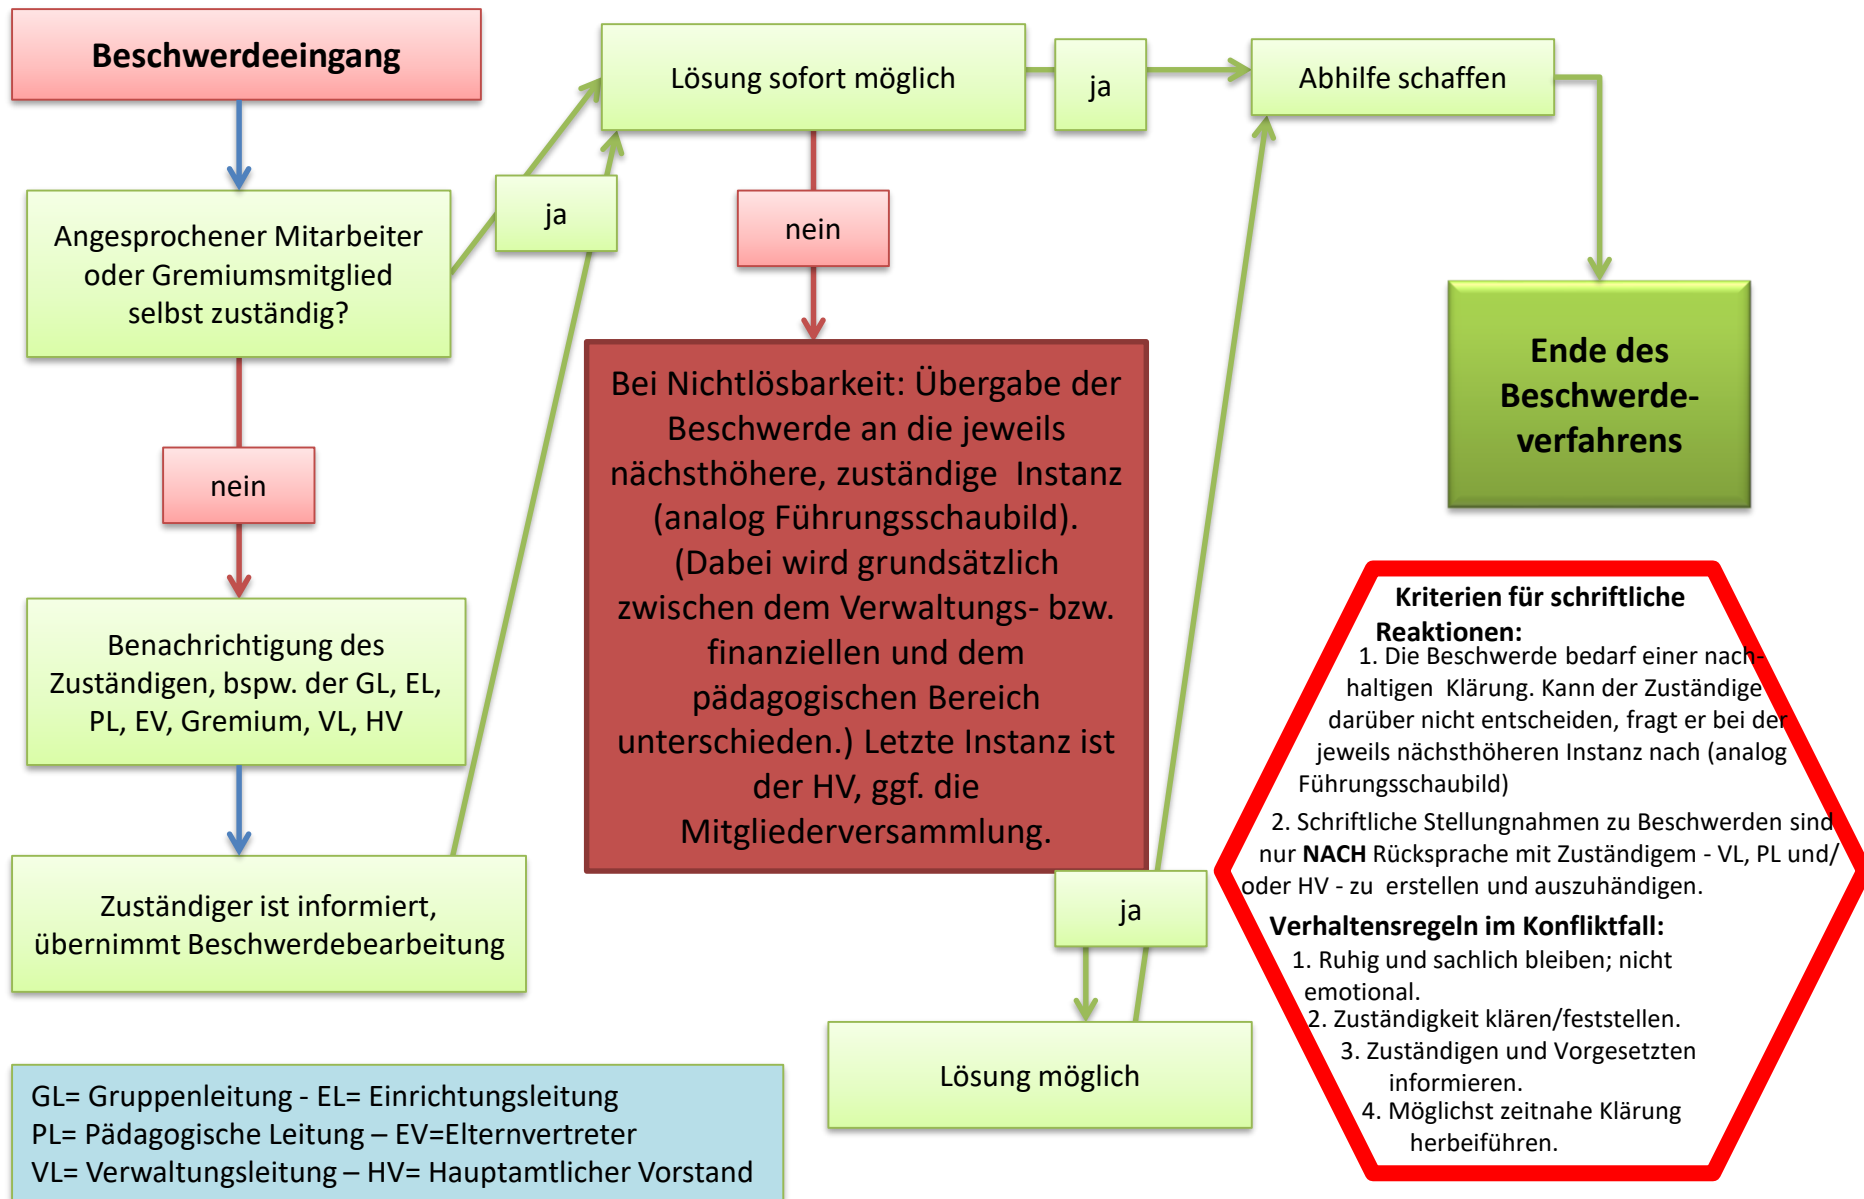 Beschwerdeeingang
Angesprochener Mitarbeiter
oder Gremiumsmitglied
selbst zuständig?
nein
Benachrichtigung des
Zuständigen, bspw. der GL, EL,
PL, EV, Gremium, VL, HV
Zuständiger ist informiert,
übernimmt Beschwerdebearbeitung
ja
Lösung sofort möglich
ja
Abhilfe schaffen
nein
Bei Nichtlösbarkeit: Übergabe der
Beschwerde an die jeweils
nächsthöhere, zuständige Instanz
(analog Führungsschaubild).
(Dabei wird grundsätzlich
zwischen dem Verwaltungs- bzw.
finanziellen und dem
pädagogischen Bereich
unterschieden.) Letzte Instanz ist
der HV, ggf. die
Mitgliederversammlung.
ja
Lösung möglich
Ende des
Beschwerde-
verfahrens
Kriterien für schriftliche
Reaktionen:
1. Die Beschwerde bedarf einer nach-
haltigen Klärung. Kann der Zuständige
darüber nicht entscheiden, fragt er bei der
jeweils nächsthöheren Instanz nach (analog
Führungsschaubild)
2. Schriftliche Stellungnahmen zu Beschwerden sind
nur NACH Rücksprache mit Zuständigem - VL, PL und/
oder HV - zu erstellen und auszuhändigen.
Verhaltensregeln im Konfliktfall:
1. Ruhig und sachlich bleiben; nicht
emotional.
2. Zuständigkeit klären/feststellen.
3. Zuständigen und Vorgesetzten
informieren.
4. Möglichst zeitnahe Klärung
herbeiführen.
GL= Gruppenleitung - EL= Einrichtungsleitung
PL= Pädagogische Leitung – EV=Elternvertreter
VL= Verwaltungsleitung – HV= Hauptamtlicher Vorstand